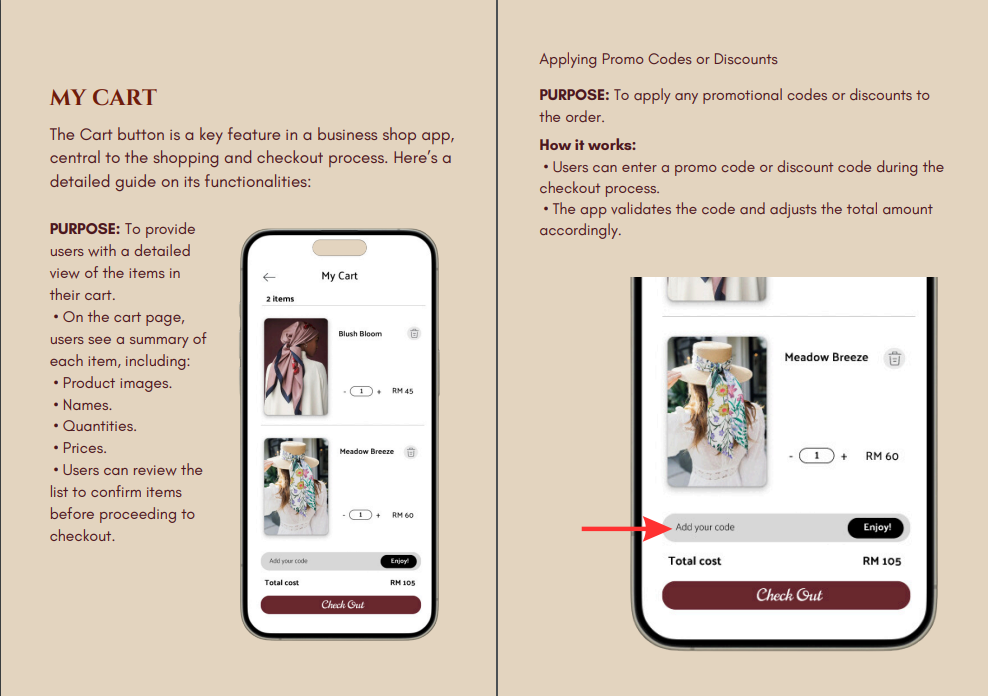 MY CART
The Cart button is a key feature in a business shop app,
central to the shopping and checkout process. Here's a
detailed guide on its functionalities:
PURPOSE: To provide
users with a detailed
view of the items in
their cart.
• On the cart page,
users see a summary of
each item, including:
• Product images.
• Names.
• Quantities.
• Prices.
• Users can review the
list to confirm items
before proceeding to
checkout.
My Cart
2 items
Blush Bloom
- 1 + RM 45
Meadow Breeze
- 1 + RM 60
Add your code Enjoy!
Total cost RM 105
Check Out
Applying Promo Codes or Discounts
PURPOSE: To apply any promotional codes or discounts to
the order.
How it works:
• Users can enter a promo code or discount code during the
checkout process.
• The app validates the code and adjusts the total amount
accordingly.
Meadow Breeze
- 1 + RM 60
Add your code Enjoy!
Total cost RM 105
Check Out